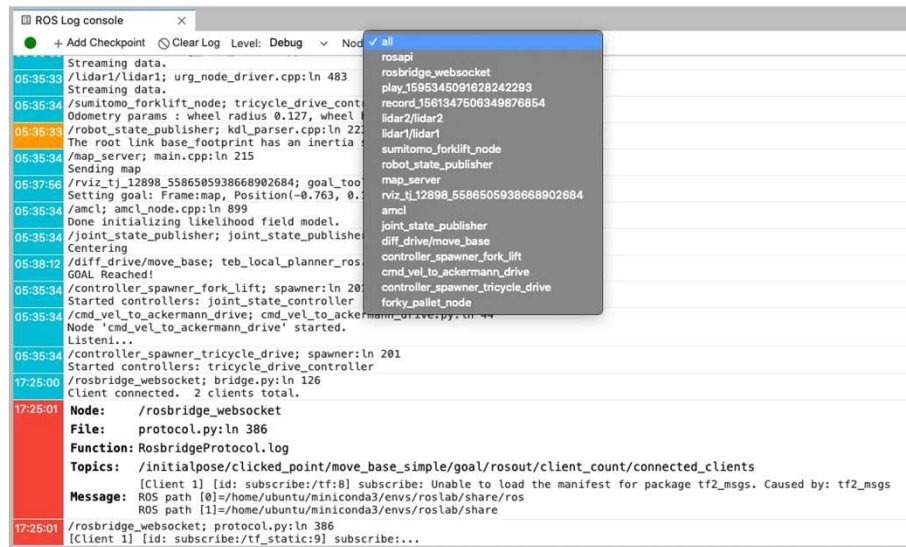 ROS Log console ×
+ Add Checkpoint Clear Log Level: Debug Nod
✓ all
rosapi
rosbridge_websocket
play_1595345091628242293
record_1561347506349876854
lidar2/lidar2
lidar1/lidar1
sumitomo_forklift_node
robot_state_publisher
map_server
rviz_tj_12898_5586505938668902684
amcl
joint_state_publisher
diff_drive/move_base
controller_spawner_fork_lift
cmd_vel_to_ackermann_drive
controller_spawner_tricycle_drive
forky_pallet_node
Streaming data.
05:35:33 /lidar1/lidar1; urg_node_driver.cpp:ln 483
Streaming data.
05:35:34 /sumitomo_forklift_node; tricycle_drive_cont
Odometry params : wheel radius 0.127, wheel
05:35:33 /robot_state_publisher; kdl_parser.cpp:ln
The root link base_footprint has an inertia
05:35:34 /map_server; main.cpp:ln 215
Sending map
05:37:56 /rviz_tj_12898_5586505938668902684; goal_too
Setting goal: Frame:map, Position(-0.763,
05:35:34 /amcl; amcl_node.cpp:ln 899
Done initializing likelihood field model.
05:35:34 /joint_state_publisher; joint_state_publishe
Centering
05:38:12 /diff_drive/move_base; teb_local_planner_ros
GOAL Reached!
05:35:34 /controller_spawner_fork_lift; spawner:ln 201
Started controllers: joint_state_controller
05:35:34 /cmd_vel_to_ackermann_drive; cmd_vel_to_ackermann_drive.py:ln 44
Node 'cmd_vel_to_ackermann_drive' started.
Listeni...
05:35:34 /controller_spawner_tricycle_drive; spawner:ln 201
Started controllers: tricycle_drive_controller
17:25:00 /rosbridge_websocket; bridge.py:ln 126
Client connected. 2 clients total.
17:25:01 Node: /rosbridge_websocket
File: protocol.py:ln 386
Function: RosbridgeProtocol.log
Topics: /initialpose/clicked_point/move_base_simple/goal/rosout/client_count/connected_clients
[Client 1] [id: subscribe:/tf:8] subscribe: Unable to load the manifest for package tf2_msgs. Caused by: tf2_msgs
Message: ROS path [0]=/home/ubuntu/miniconda3/envs/roslab/share/ros
ROS path [1]=/home/ubuntu/miniconda3/envs/roslab/share
17:25:01 /rosbridge_websocket; protocol.py:ln 386
[Client 1] [id: subscribe:/tf_static:9] subscribe:...